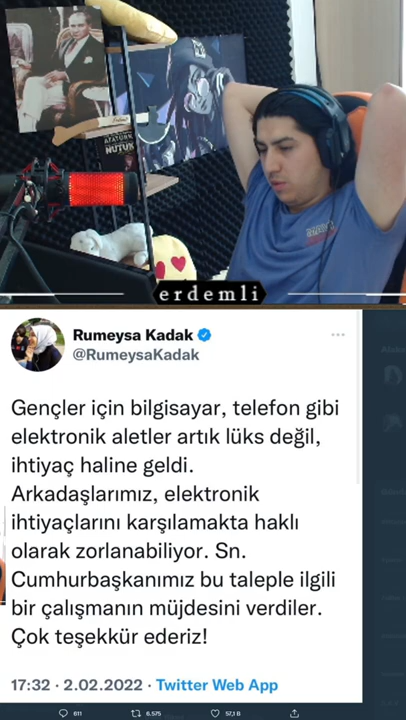 ATATÜRK
NUTUK
erdemli
Rumeysa Kadak
@RumeysaKadak
Gençler için bilgisayar, telefon gibi
elektronik aletler artık lüks değil,
ihtiyaç haline geldi.
Arkadaşlarımız, elektronik
ihtiyaçlarını karşılamakta haklı
olarak zorlanabiliyor. Sn.
Cumhurbaşkanımız bu taleple ilgili
bir çalışmanın müjdesini verdiler.
Çok teşekkür ederiz!
17:32 · 2.02.2022 · Twitter Web App
611 6.575 57,1 B